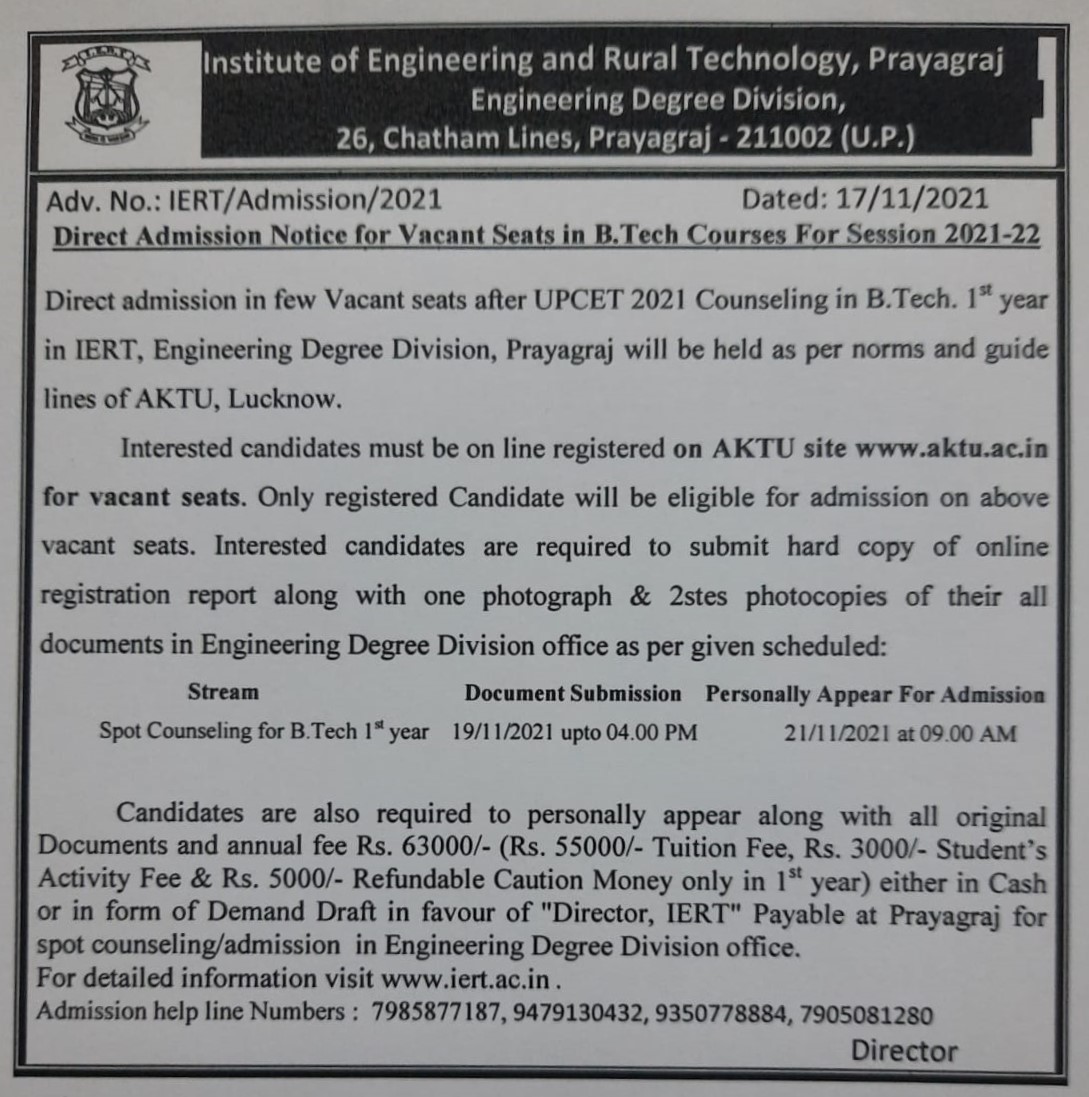 Institute of Engineering and Rural Technology, Prayagraj
Engineering Degree Division,
26, Chatham Lines, Prayagraj - 211002 (U.P.)
Adv. No.: IERT/Admission/2021 Dated: 17/11/2021
Direct Admission Notice for Vacant Seats in B.Tech Courses For Session 2021-22
Direct admission in few Vacant seats after UPCET 2021 Counseling in B.Tech. 1st year
in IERT, Engineering Degree Division, Prayagraj will be held as per norms and guide
lines of AKTU, Lucknow.
Interested candidates must be on line registered on AKTU site www.aktu.ac.in
for vacant seats. Only registered Candidate will be eligible for admission on above
vacant seats. Interested candidates are required to submit hard copy of online
registration report along with one photograph & 2stes photocopies of their all
documents in Engineering Degree Division office as per given scheduled:
Stream Document Submission Personally Appear For Admission
Spot Counseling for B.Tech 1st year 19/11/2021 upto 04.00 PM 21/11/2021 at 09.00 AM
Candidates are also required to personally appear along with all original
Documents and annual fee Rs. 63000/- (Rs. 55000/- Tuition Fee, Rs. 3000/- Student's
Activity Fee & Rs. 5000/- Refundable Caution Money only in 1st year) either in Cash
or in form of Demand Draft in favour of "Director, IERT" Payable at Prayagraj for
spot counseling/admission in Engineering Degree Division office.
For detailed information visit www.iert.ac.in .
Admission help line Numbers : 7985877187, 9479130432, 9350778884, 7905081280
Director